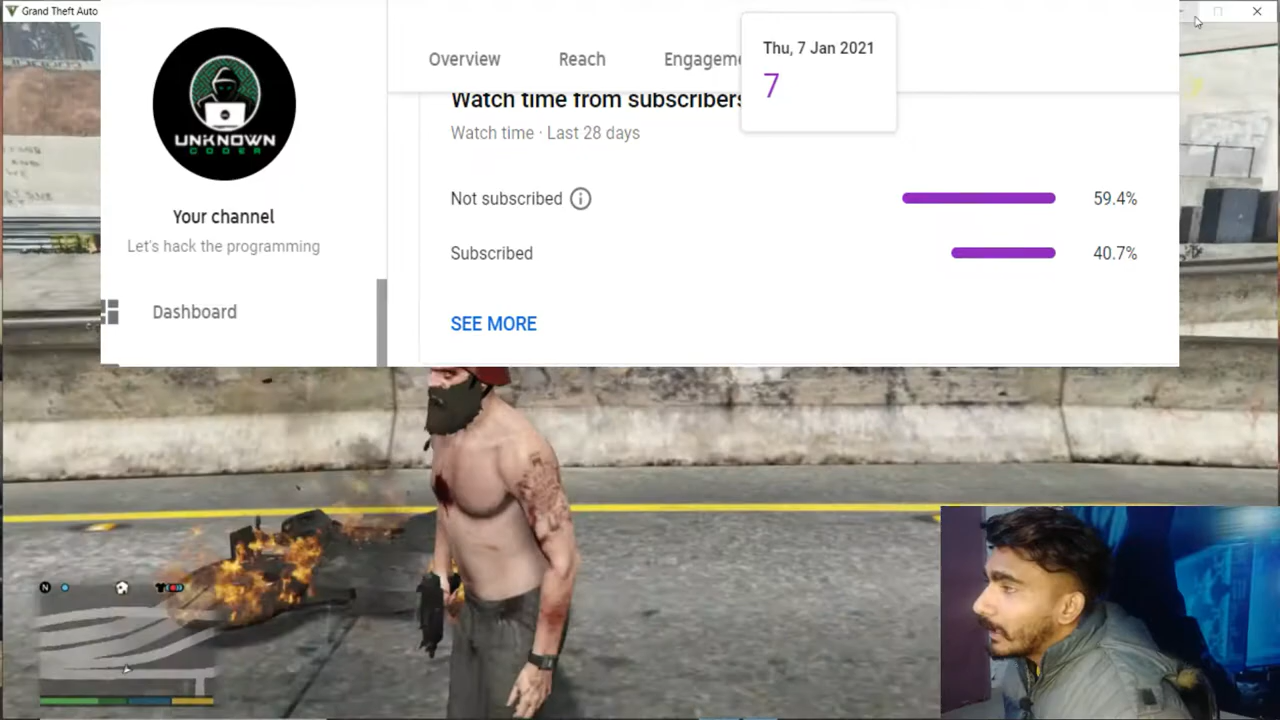 Grand Theft Auto
UNKNOWN
CODER
Your channel
Let's hack the programming
Dashboard
Overview
Reach
Engageme
Thu, 7 Jan 2021
7
Watch time from subscribers
Watch time · Last 28 days
Not subscribed
59.4%
Subscribed
40.7%
SEE MORE
7
N